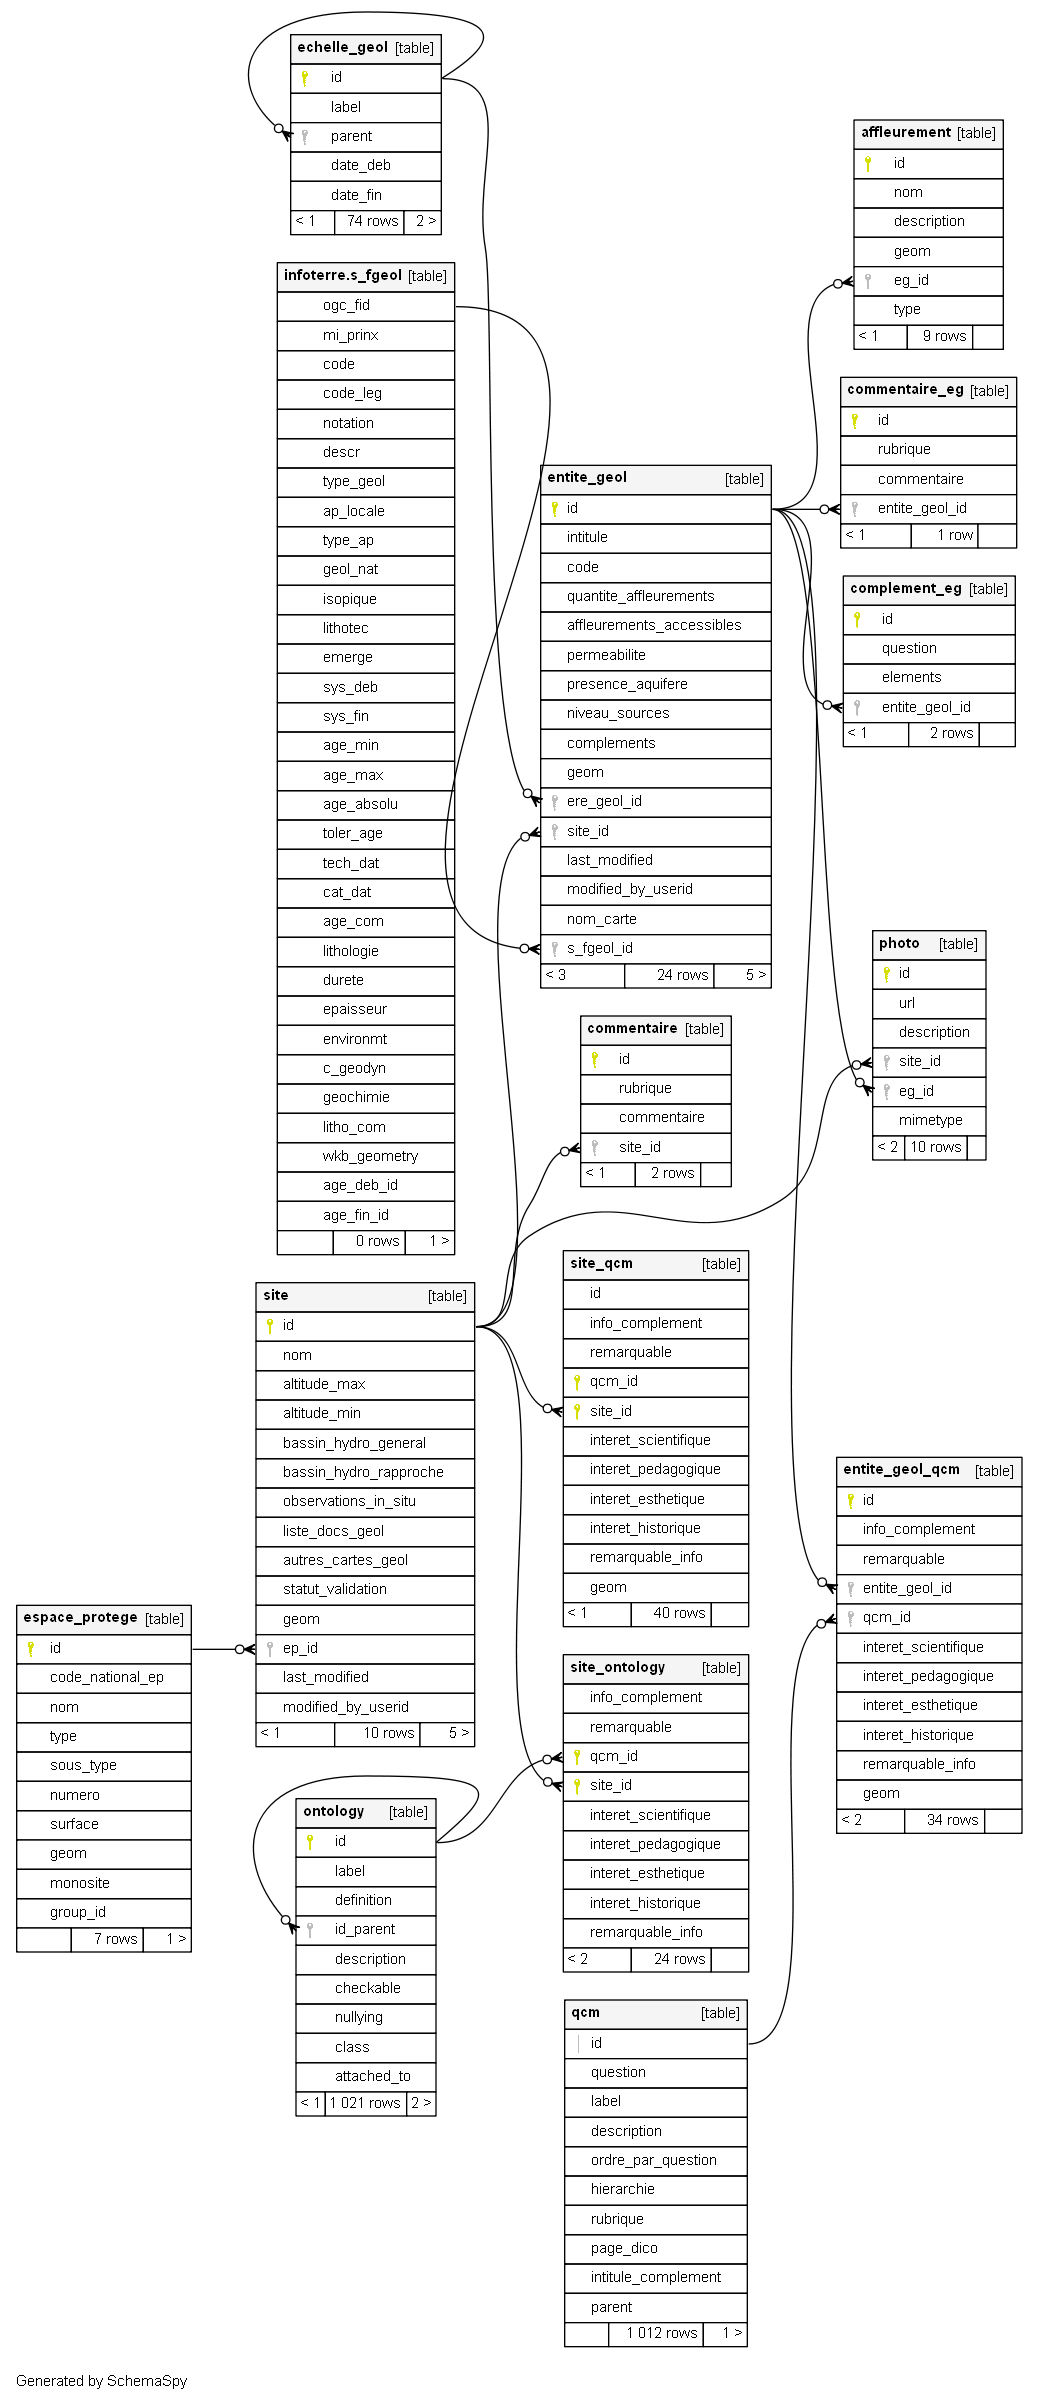 echelle_geol [table]
id
label
parent
date_deb
date_fin
< 1 74 rows 2 >
infoterre.s_fgeol [table]
ogc_fid
mi_prinx
code
code_leg
notation
descr
type_geol
ap_locale
type_ap
geol_nat
isopique
lithotec
emerge
sys_deb
sys_fin
age_min
age_max
age_absolu
toler_age
tech_dat
cat_dat
age_com
lithologie
durete
epaisseur
environmt
c_geodyn
geochimie
litho_com
wkb_geometry
age_deb_id
age_fin_id
0 rows 1 >
affleurement [table]
id
nom
description
geom
eg_id
type
< 1 9 rows
commentaire_eg [table]
id
rubrique
commentaire
entite_geol_id
< 1 1 row
entite_geol [table]
id
intitule
code
quantite_affleurements
affleurements_accessibles
permeabilite
presence_aquifere
niveau_sources
complements
geom
ere_geol_id
site_id
last_modified
modified_by_userid
nom_carte
s_fgeol_id
< 3 24 rows 5 >
complement_eg [table]
id
question
elements
entite_geol_id
< 1 2 rows
photo [table]
id
url
description
site_id
eg_id
mimetype
< 2 10 rows
commentaire [table]
id
rubrique
commentaire
site_id
< 1 2 rows
site_qcm [table]
id
info_complement
remarquable
qcm_id
site_id
interet_scientifique
interet_pedagogique
interet_esthetique
interet_historique
remarquable_info
geom
< 1 40 rows
site [table]
id
nom
altitude_max
altitude_min
bassin_hydro_general
bassin_hydro_rapproche
observations_in_situ
liste_docs_geol
autres_cartes_geol
statut_validation
geom
ep_id
last_modified
modified_by_userid
< 1 10 rows 5 >
entite_geol_qcm [table]
id
info_complement
remarquable
entite_geol_id
qcm_id
interet_scientifique
interet_pedagogique
interet_esthetique
interet_historique
remarquable_info
geom
< 2 34 rows
espace_protege [table]
id
code_national_ep
nom
type
sous_type
numero
surface
geom
monosite
group_id
7 rows 1 >
site_ontology [table]
info_complement
remarquable
qcm_id
site_id
interet_scientifique
interet_pedagogique
interet_esthetique
interet_historique
remarquable_info
< 2 24 rows
ontology [table]
id
label
definition
id_parent
description
checkable
nullying
class
attached_to
< 1 1 021 rows 2 >
qcm [table]
id
question
label
description
ordre_par_question
hierarchie
rubrique
page_dico
intitule_complement
parent
1 012 rows 1 >
Generated by SchemaSpy